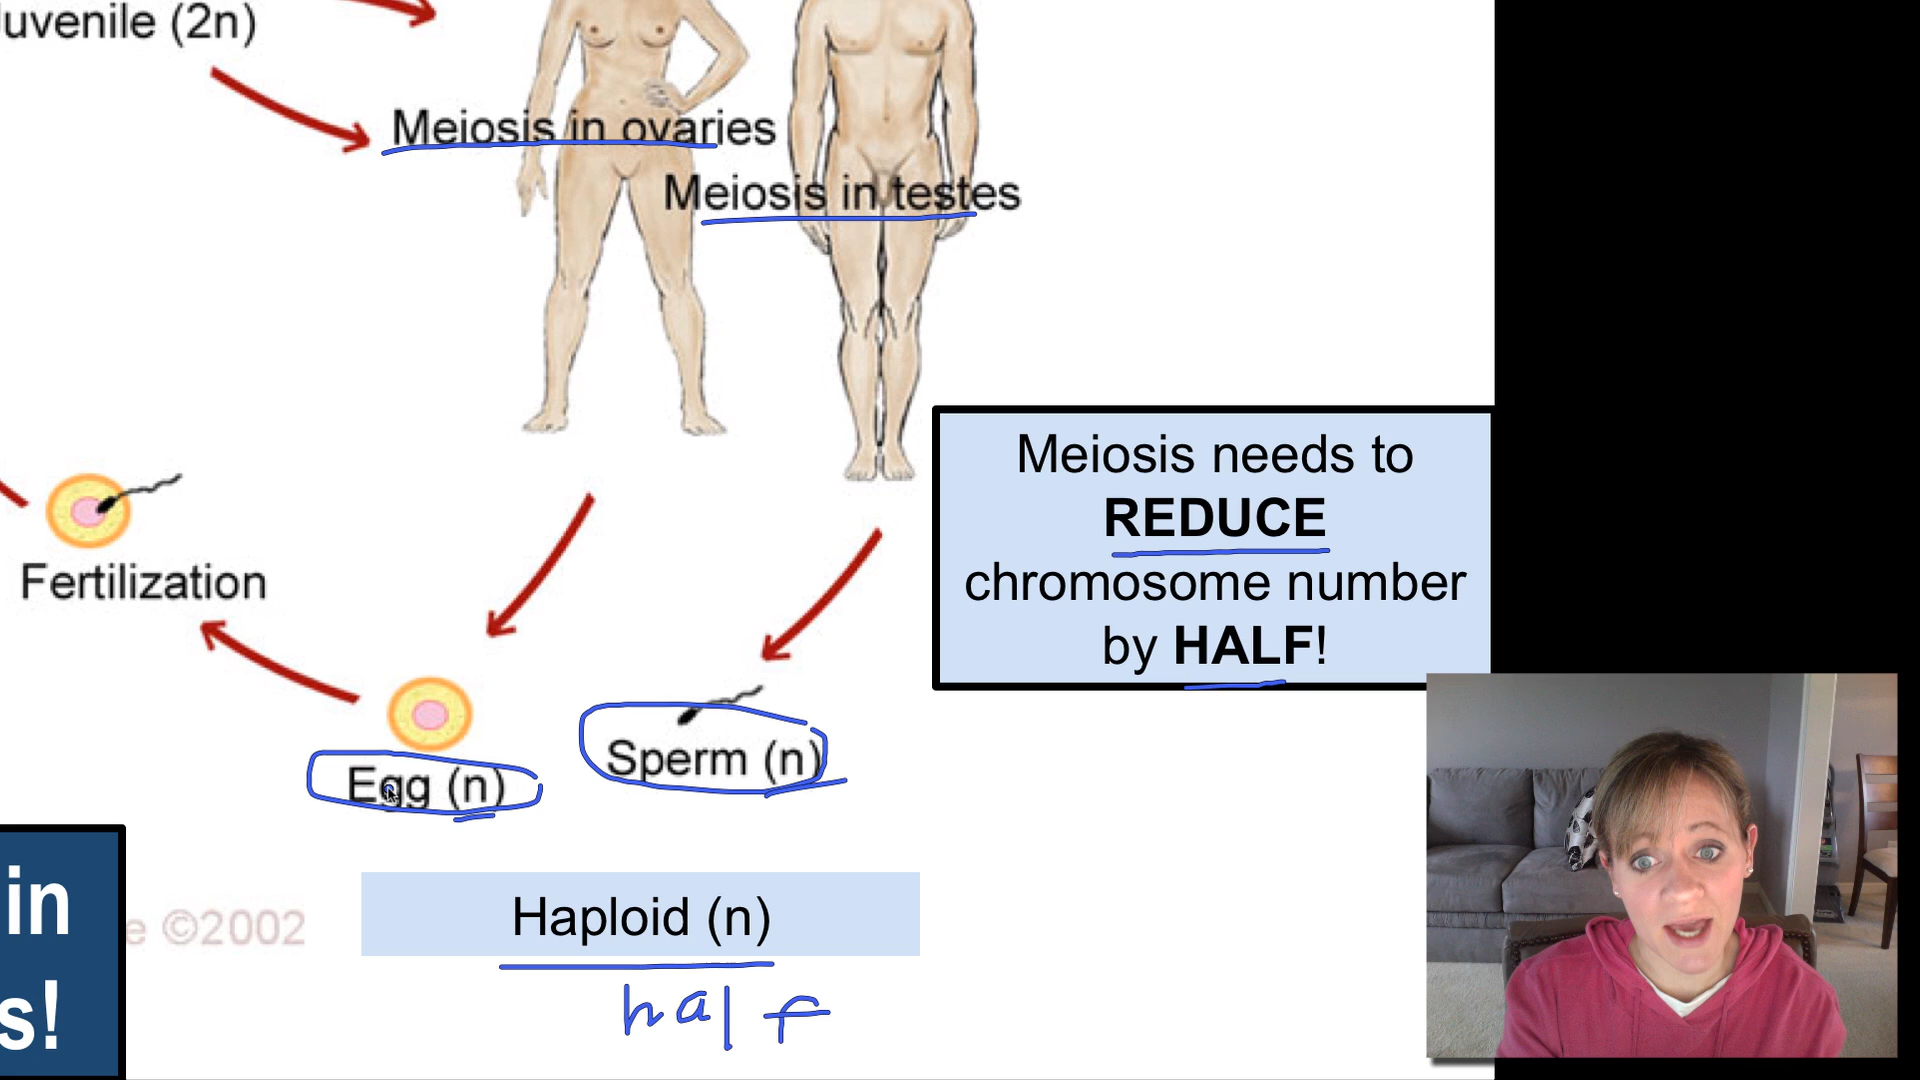 uvenile (2n)
Meiosis in ovaries
Meiosis in testes
Meiosis needs to
REDUCE
chromosome number
by HALF!
Fertilization
Sperm (n)
Egg (n)
in
s!
e ©2002
Haploid (n)
half